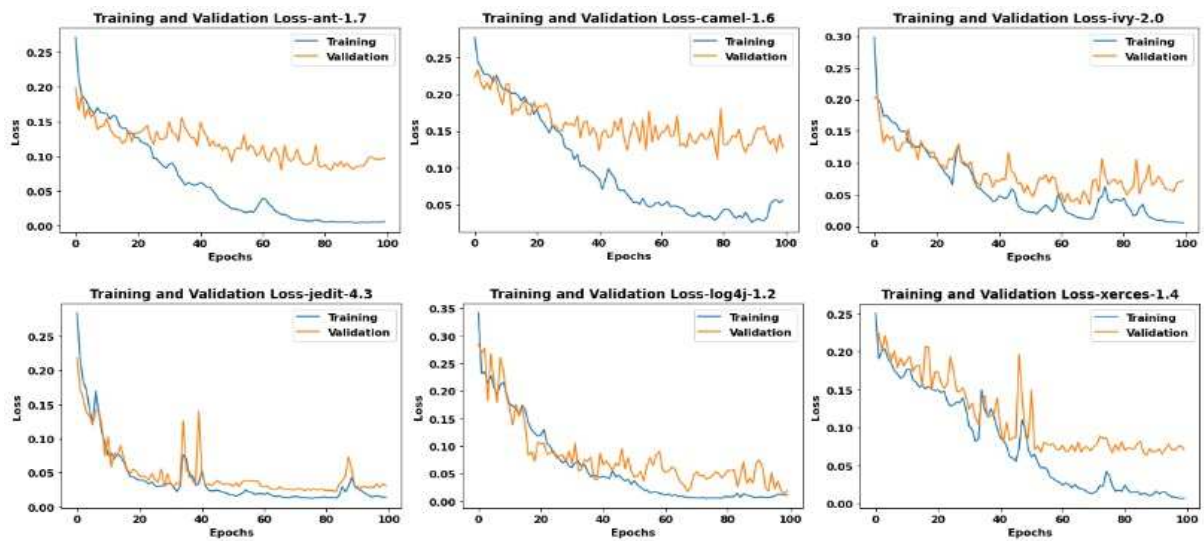 Training and Validation Loss-ant-1.7
Training
Validation
0.25
0.20
0.15
0.10
0.05
0.00
Loss
0 20 40 60 80 100
Epochs
Training and Validation Loss-camel-1.6
Training
Validation
0.25
0.20
0.15
0.10
0.05
Loss
0 20 40 60 80 100
Epochs
Training and Validation Loss-ivy-2.0
Training
Validation
0.30
0.25
0.20
0.15
0.10
0.05
0.00
Loss
0 20 40 60 80 100
Epochs
Training and Validation Loss-jedit-4.3
Training
Validation
0.25
0.20
0.15
0.10
0.05
0.00
Loss
0 20 40 60 80 100
Epochs
Training and Validation Loss-log4j-1.2
Training
Validation
0.35
0.30
0.25
0.20
0.15
0.10
0.05
0.00
Loss
0 20 40 60 80 100
Epochs
Training and Validation Loss-xerces-1.4
Training
Validation
0.25
0.20
0.15
0.10
0.05
0.00
Loss
0 20 40 60 80 100
Epochs